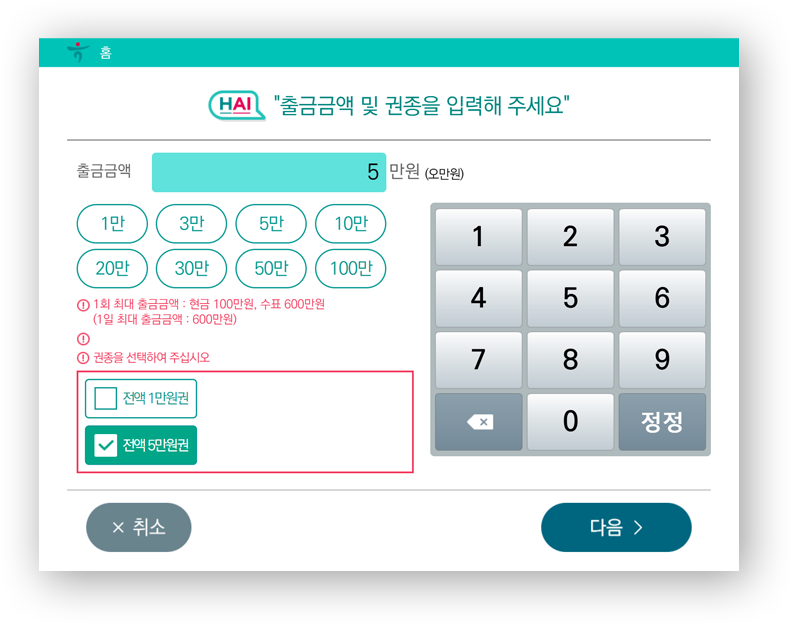 홈
HAI "출금금액 및 권종을 입력해 주세요"
출금금액 5 만원 (오만원)
1만 3만 5만 10만
20만 30만 50만 100만
1회 최대 출금금액 : 현금 100만원, 수표 600만원
(1일 최대 출금금액 : 600만원)
권종을 선택하여 주십시오
전액 1만원권
전액 5만원권
1 2 3
4 5 6
7 8 9
0 정정
× 취소
다음 >